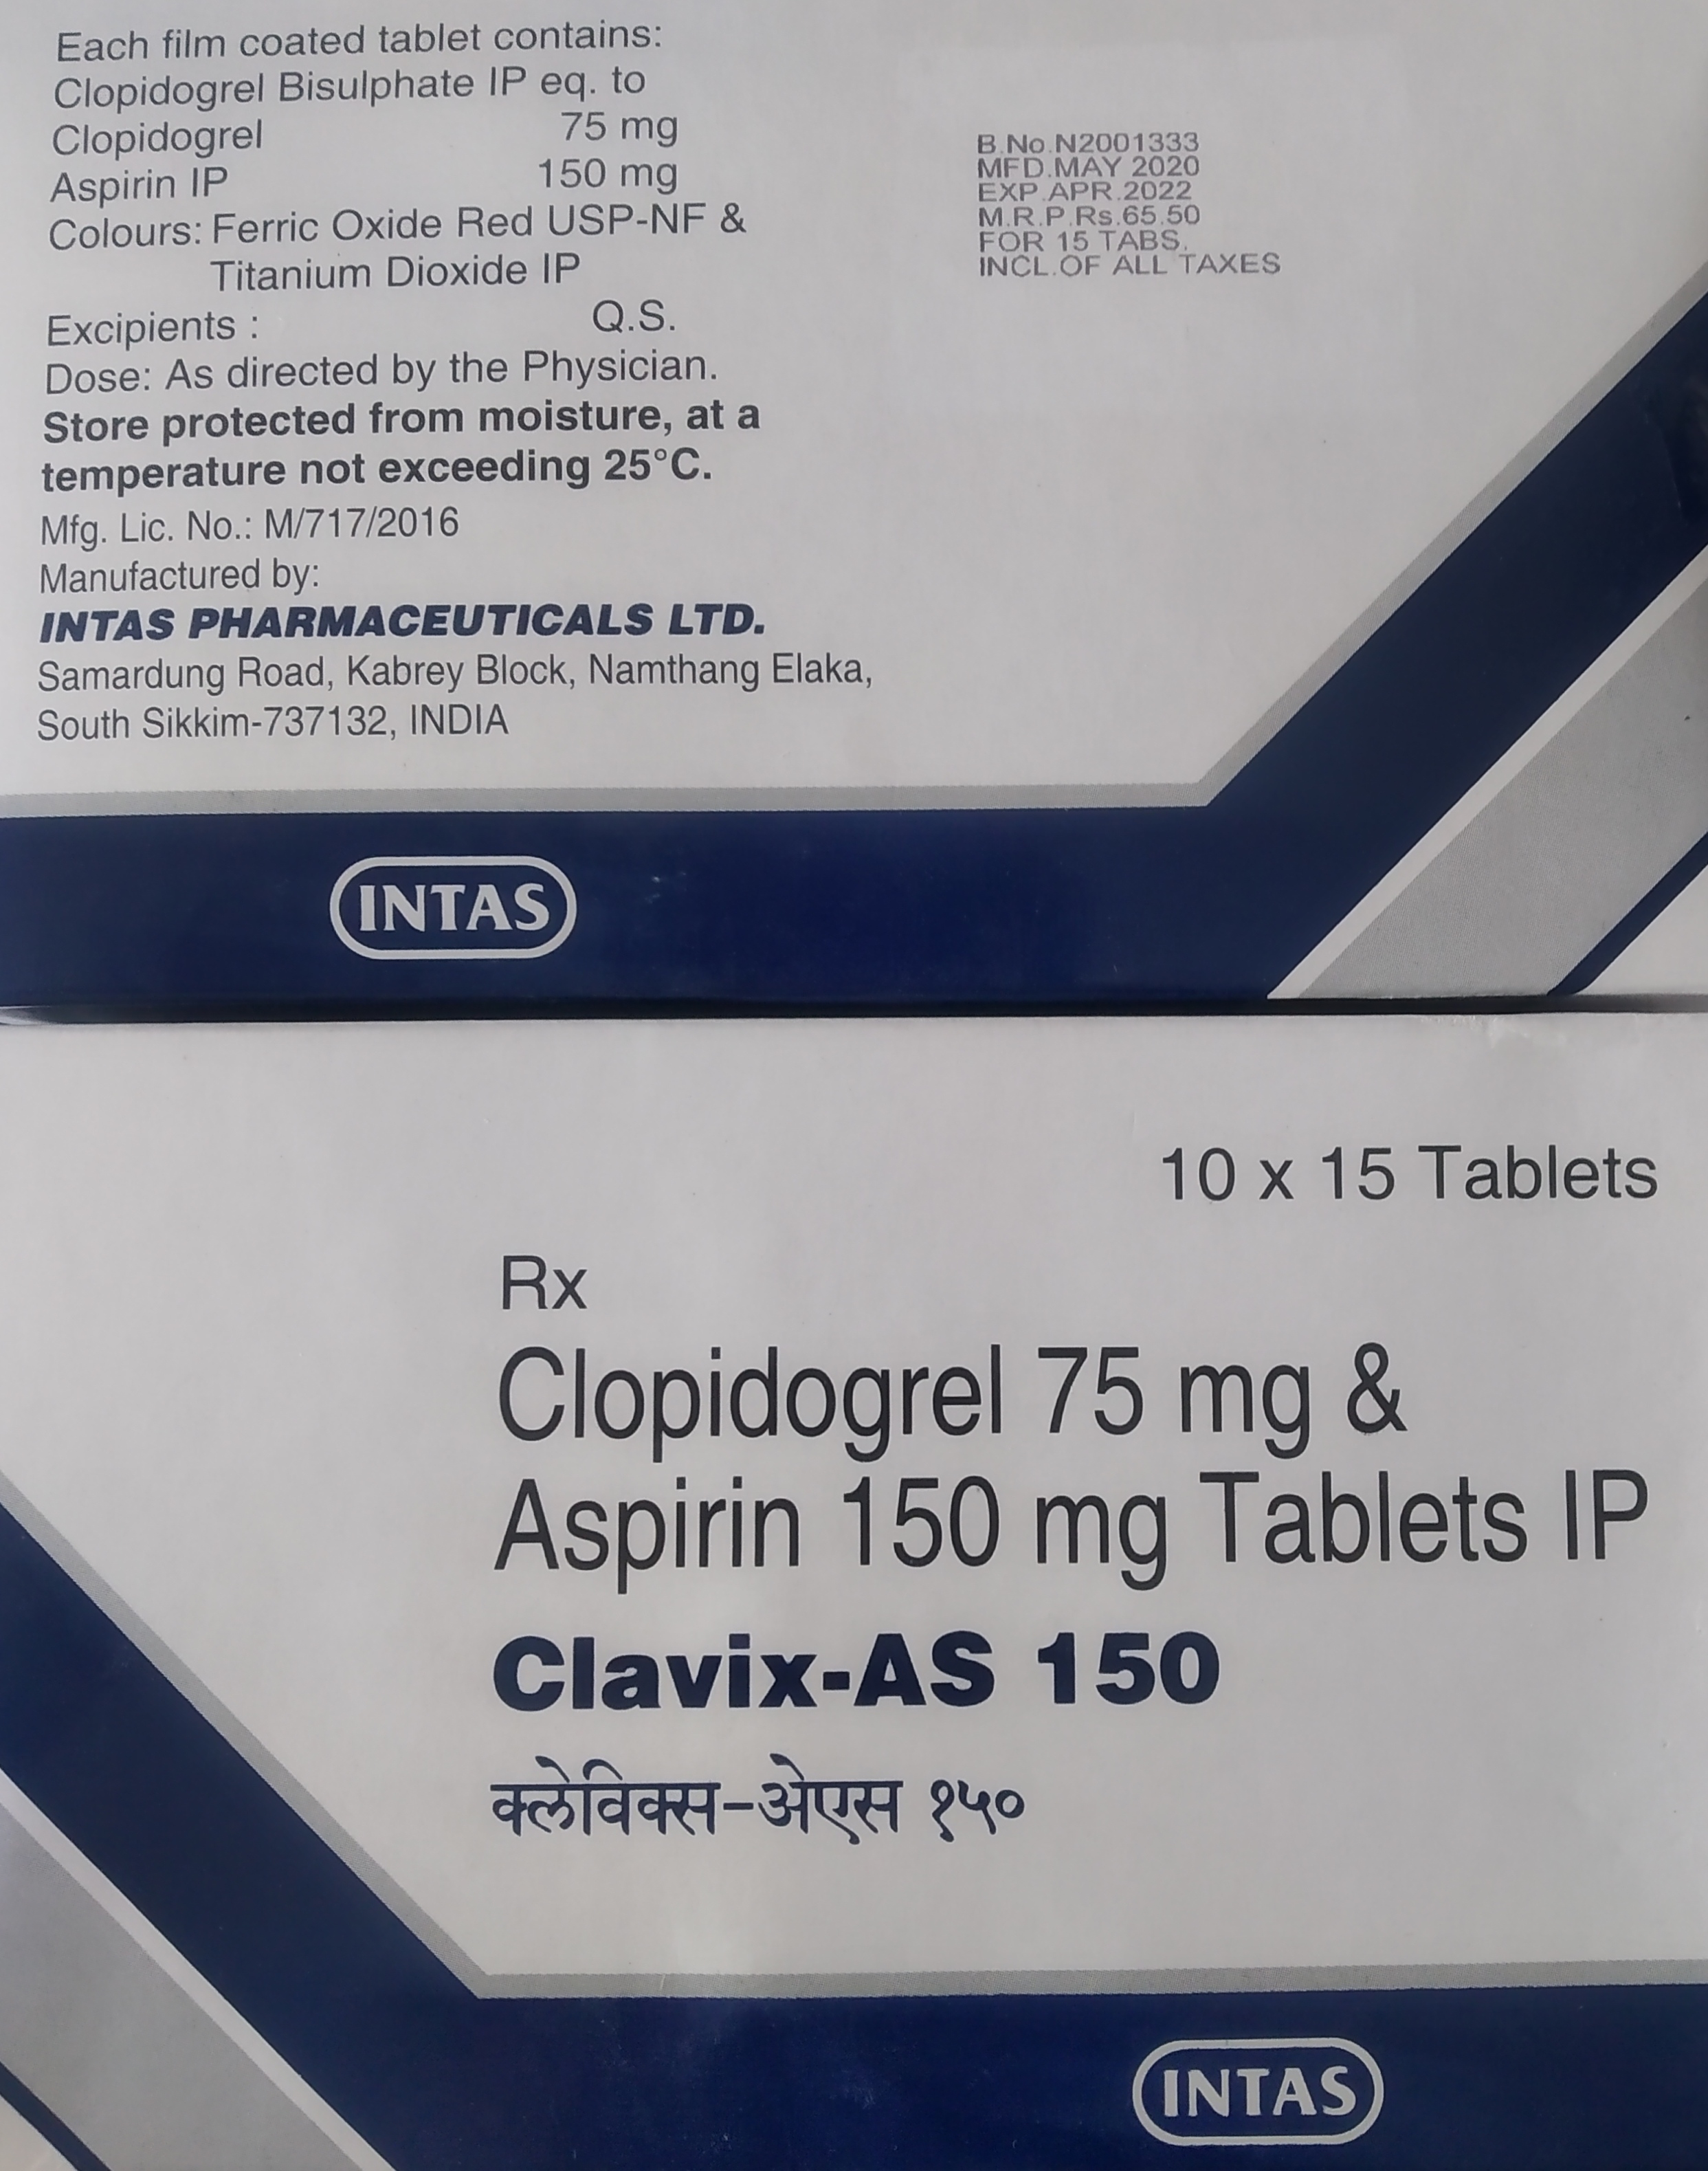 Each film coated tablet contains:
Clopidogrel Bisulphate IP eq. to
Clopidogrel 75 mg
Aspirin IP 150 mg
Colours: Ferric Oxide Red USP-NF &
Titanium Dioxide IP
Excipients : Q.S.
Dose: As directed by the Physician.
Store protected from moisture, at a
temperature not exceeding 25°C.
Mfg. Lic. No.: M/717/2016
Manufactured by:
INTAS PHARMACEUTICALS LTD.
Samardung Road, Kabrey Block, Namthang Elaka,
South Sikkim-737132, INDIA
B.No.N2001333
MFD.MAY 2020
EXP.APR.2022
M.R.P.Rs.65.50
FOR 15 TABS.
INCL.OF ALL TAXES
INTAS
10 x 15 Tablets
Rx
Clopidogrel 75 mg &
Aspirin 150 mg Tablets IP
Clavix-AS 150
क्लेविक्स-अेएस १५०
INTAS